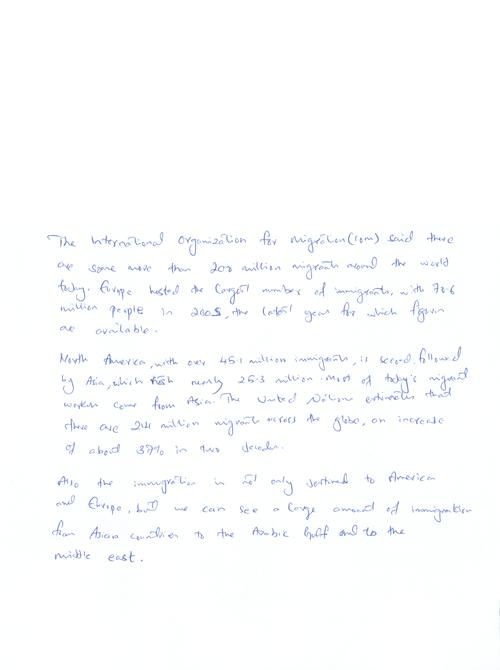 The International Organization for Migration (IOM) said there
are some more than 200 million migrants around the world
today. Europe hosted the largest number of immigrants, with 70.6
million people in 2005, the latest year for which figures
are available.
North America, with over 45.1 million immigrants, is second, followed
by Asia, which nearly 25.3 million. Most of today's migrant
workers come from Asia. The United Nations estimates that
there are 214 million migrants across the globe, an increase
of about 37% in two decades.
Also the immigration is not only to America
and Europe, but we can see a large amount of immigration
from Asian countries to the Arabic Gulf and to the
middle east.